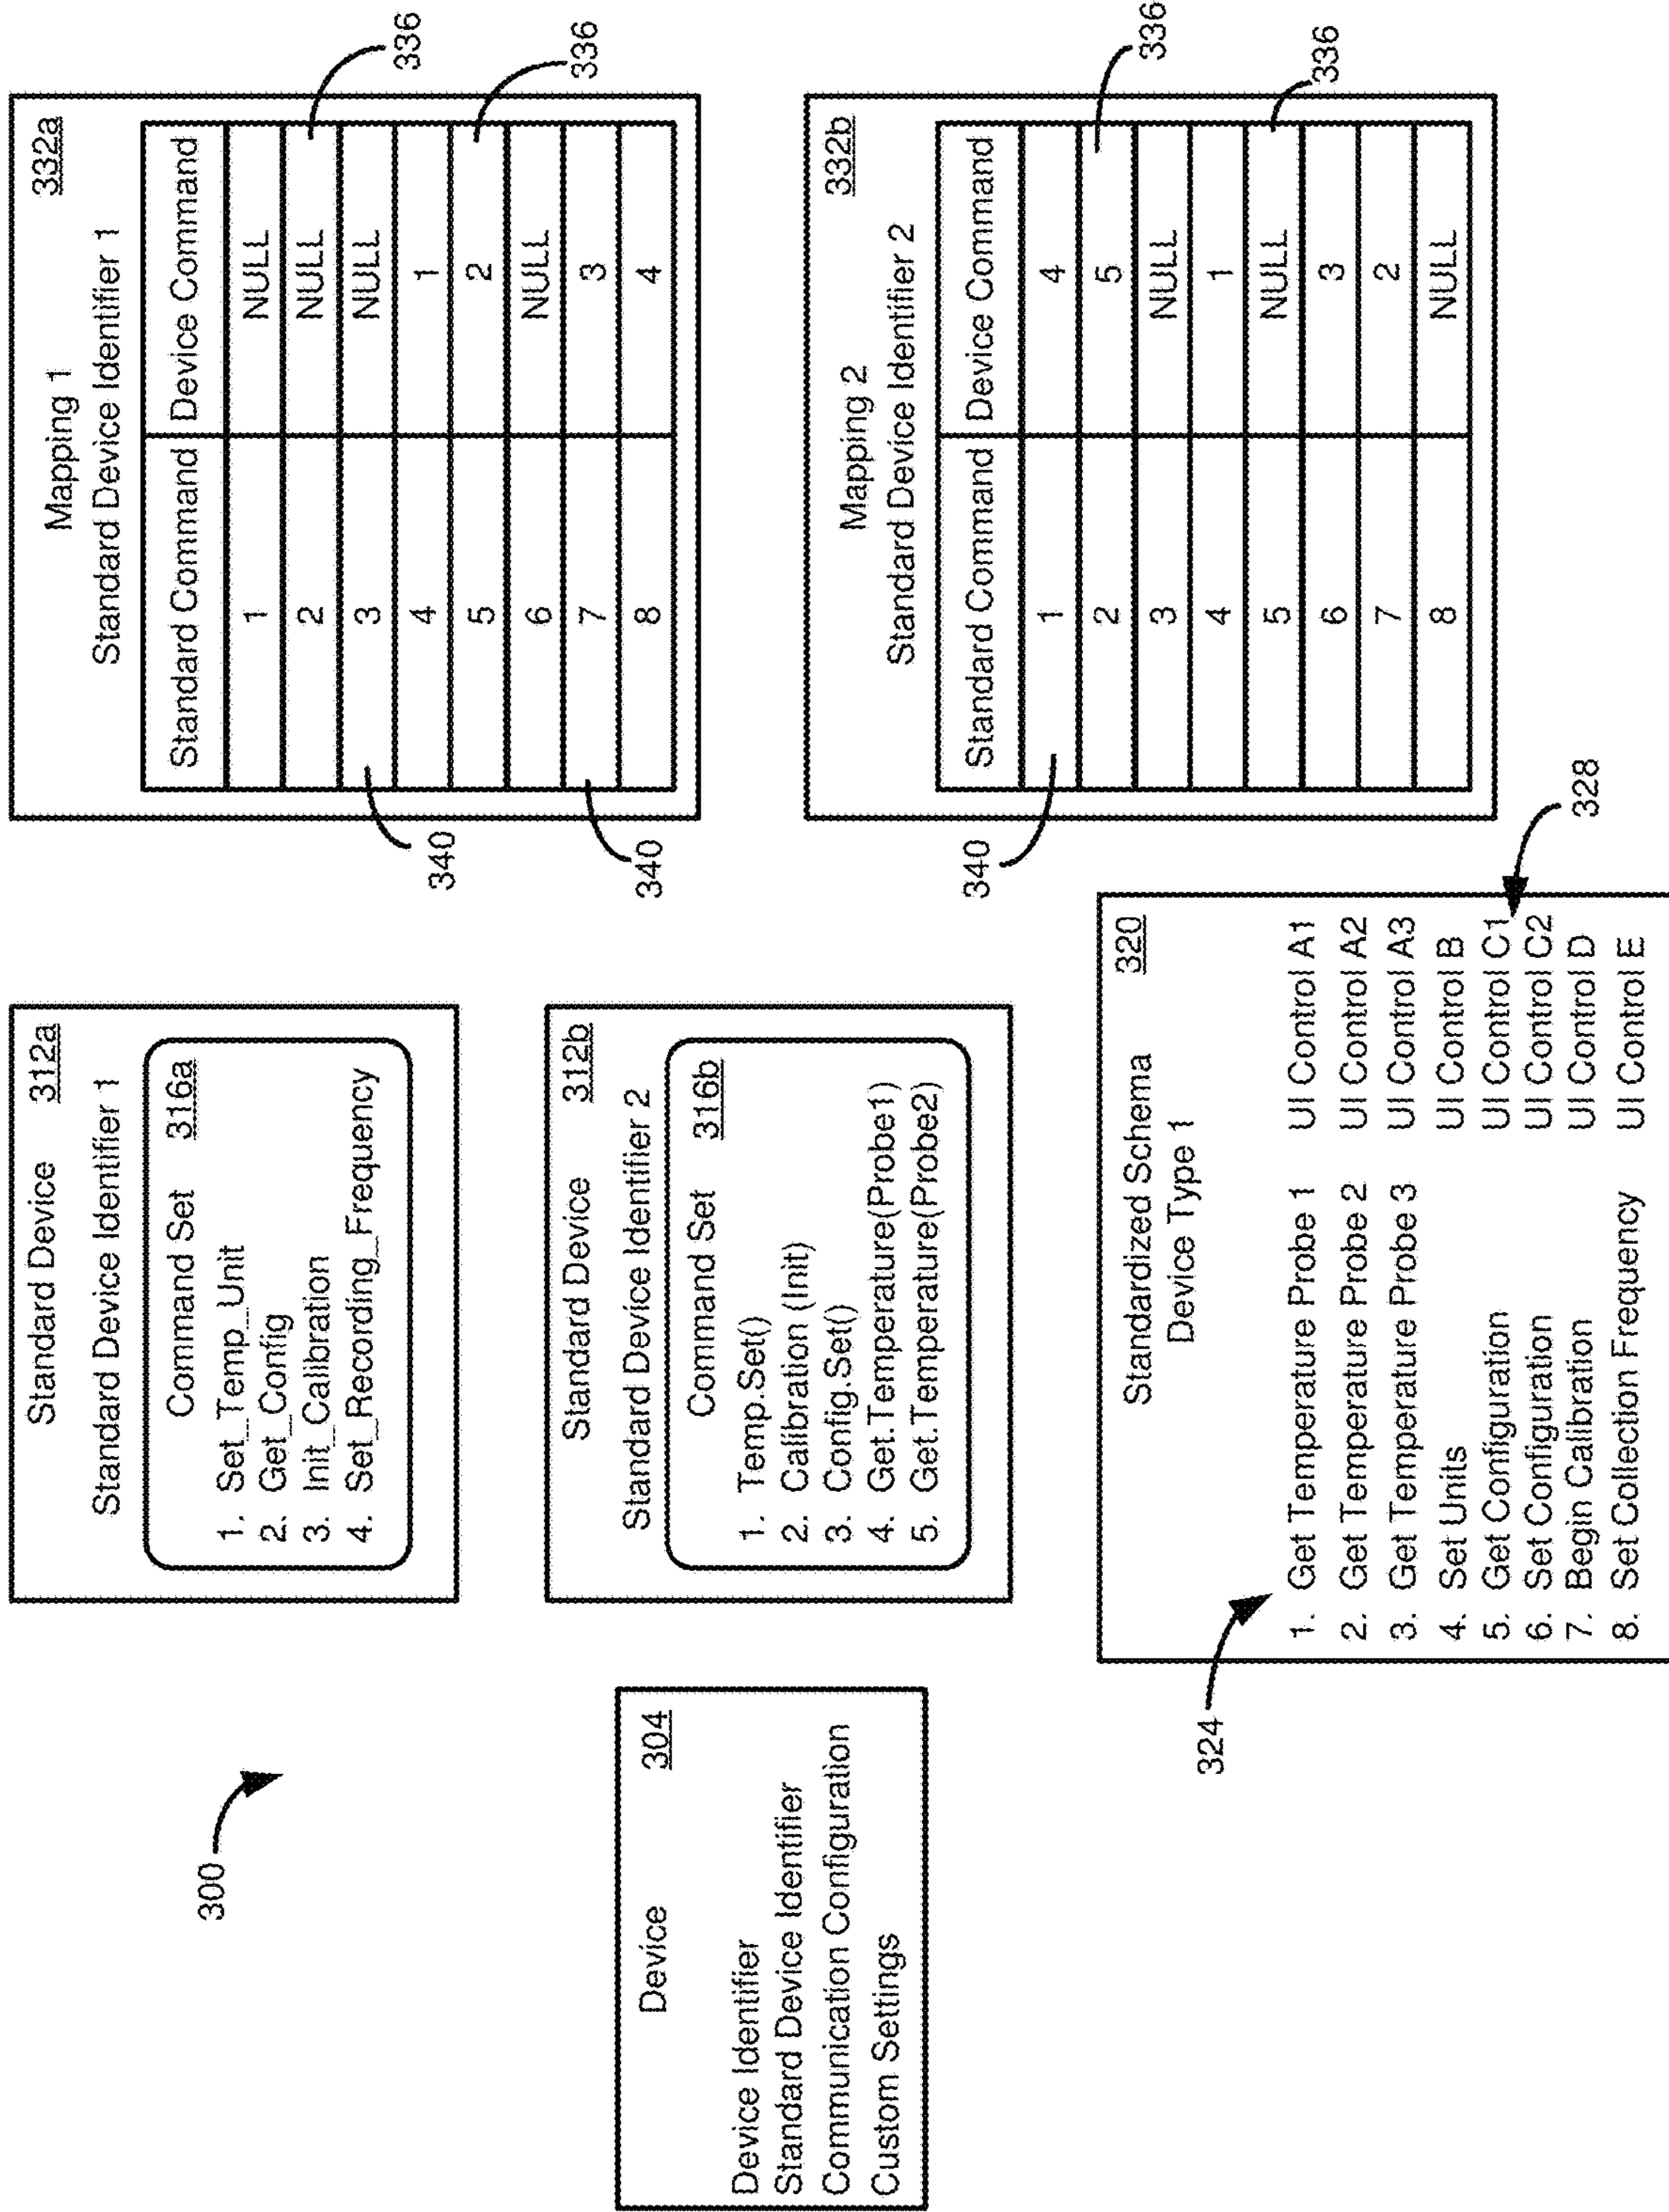 300
Device 304
Device Identifier
Standard Device Identifier
Communication Configuration
Custom Settings
Standard Device 312a
Standard Device Identifier 1
Command Set 316a
1. Set_Temp_Unit
2. Get_Config
3. Init_Calibration
4. Set_Recording_Frequency
Standard Device 312b
Standard Device Identifier 2
Command Set 316b
1. Temp.Set()
2. Calibration (Init)
3. Config.Set()
4. Get.Temperature(Probe1)
5. Get.Temperature(Probe2)
324
Standardized Schema 320
Device Type 1
1. Get Temperature Probe 1 UI Control A1
2. Get Temperature Probe 2 UI Control A2
3. Get Temperature Probe 3 UI Control A3
4. Set Units UI Control B
5. Get Configuration UI Control C1
6. Set Configuration UI Control C2
7. Begin Calibration UI Control D
8. Set Collection Frequency UI Control E
328
Mapping 1 332a
Standard Device Identifier 1
Standard Command Device Command
1 NULL
2 NULL
3 NULL
4 1
5 2
6 NULL
7 3
8 4
340
340
336
336
Mapping 2 332b
Standard Device Identifier 2
Standard Command Device Command
1 4
2 5
3 NULL
4 1
5 NULL
6 3
7 2
8 NULL
340
336
336